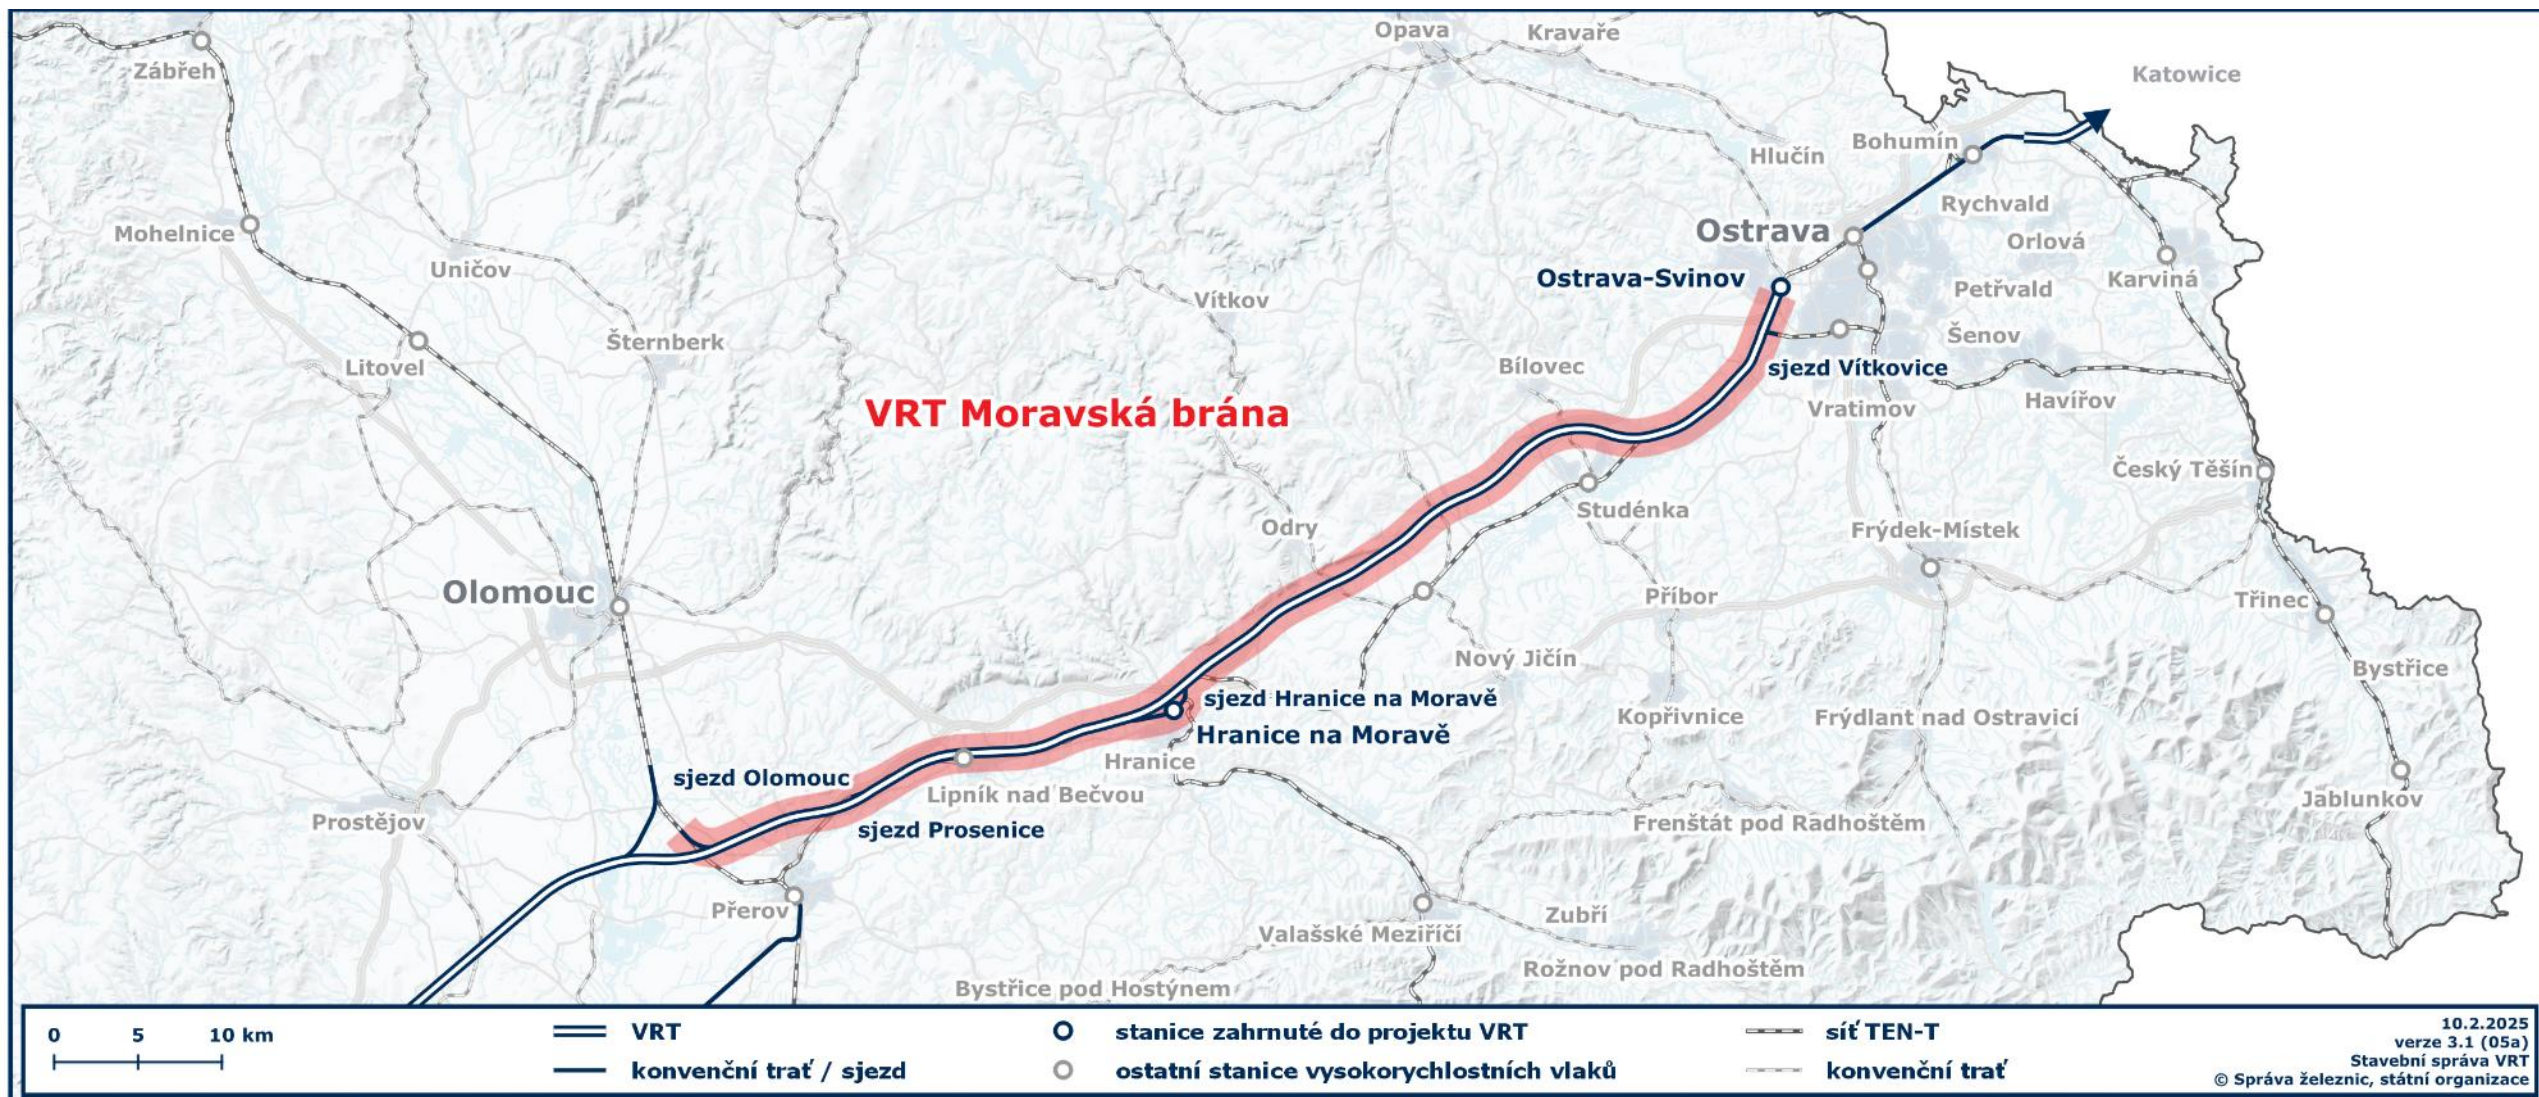 Opava
Kravaře
Katowice
Zábřeh
Bohumín
Hlučín
Rychvald
Mohelnice
Ostrava
Orlová
Uničov
Ostrava-Svinov
Karviná
Petřvald
Vítkov
Šternberk
Šenov
Litovel
Bílovec
sjezd Vítkovice
Havířov
VRT Moravská brána
Vratimov
Český Těšín
Studénka
Odry
Frýdek-Místek
Olomouc
Příbor
Třinec
Nový Jičín
Bystřice
sjezd Hranice na Moravě
Kopřivnice
Frýdlant nad Ostravicí
Hranice na Moravě
Hranice
sjezd Olomouc
Lipník nad Bečvou
Jablunkov
Prostějov
sjezd Prosenice
Frenštát pod Radhoštěm
Přerov
Zubří
Valašské Meziříčí
Rožnov pod Radhoštěm
Bystřice pod Hostýnem
0 5 10 km
VRT
konvenční trať / sjezd
stanice zahrnuté do projektu VRT
ostatní stanice vysokorychlostních vlaků
síť TEN-T
konvenční trať
10.2.2025
verze 3.1 (05a)
Stavební správa VRT
© Správa železnic, státní organizace